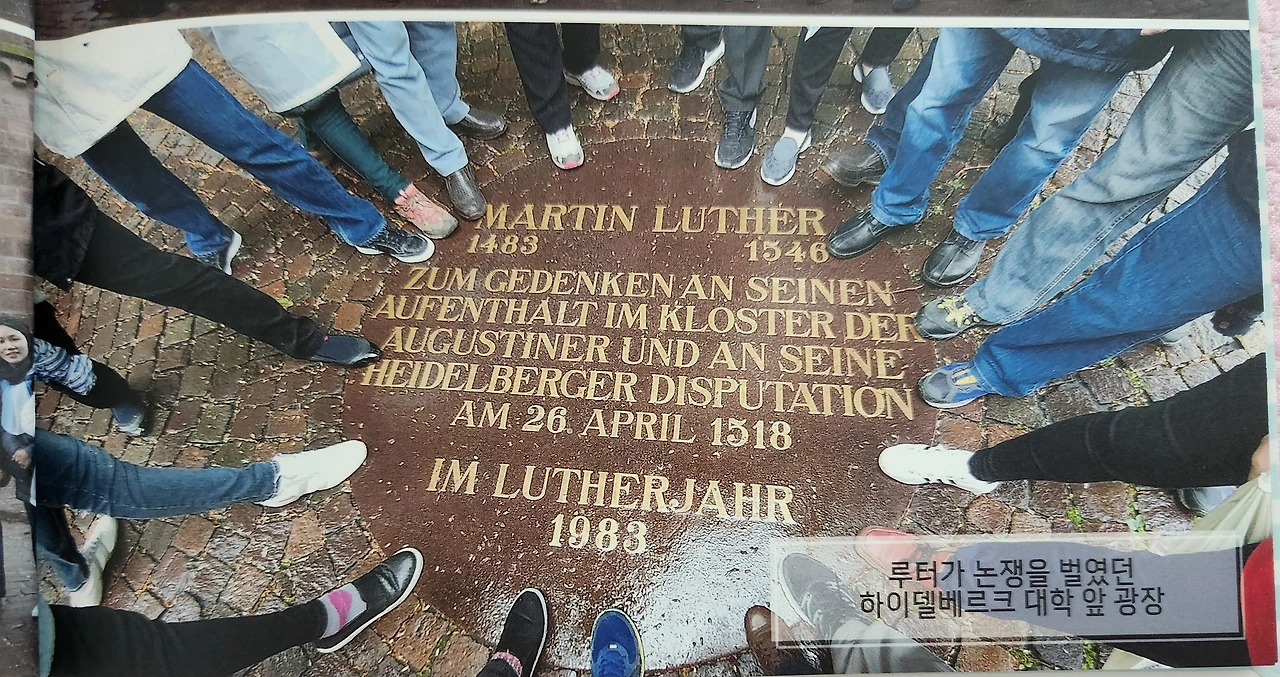 MARTIN LUTHER
1483 1546
ZUM GEDENKEN AN SEINEN
AUFENTHALT IM KLOSTER DER
AUGUSTINER UND AN SEINE
HEIDELBERGER DISPUTATION
AM 26. APRIL 1518
IM LUTHERJAHR
1983
루터가 논쟁을 벌였던
하이델베르크 대학 앞 광장